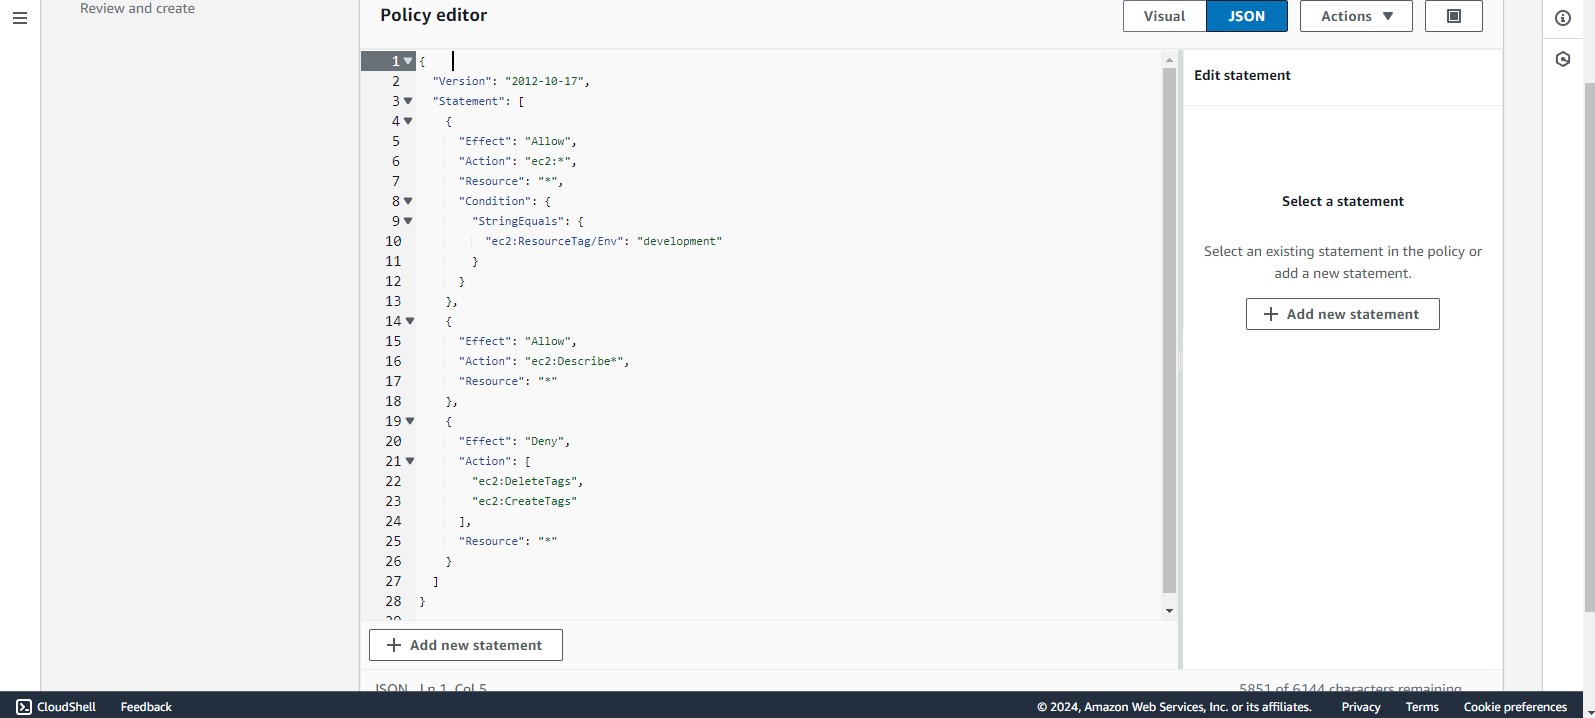 Review and create
Policy editor
Visual
JSON
Actions
1 {
2 "Version": "2012-10-17",
3 "Statement": [
4 {
5 "Effect": "Allow",
6 "Action": "ec2:*",
7 "Resource": "*",
8 "Condition": {
9 "StringEquals": {
10 "ec2:ResourceTag/Env": "development"
11 }
12 }
13 },
14 {
15 "Effect": "Allow",
16 "Action": "ec2:Describe*",
17 "Resource": "*"
18 },
19 {
20 "Effect": "Deny",
21 "Action": [
22 "ec2:DeleteTags",
23 "ec2:CreateTags"
24 ],
25 "Resource": "*"
26 }
27 ]
28 }
29
+ Add new statement
JSON Ln 1, Col 5
5851 of 6144 characters remaining
Edit statement
Select a statement
Select an existing statement in the policy or
add a new statement.
+ Add new statement
CloudShell
Feedback
© 2024, Amazon Web Services, Inc. or its affiliates.
Privacy
Terms
Cookie preferences